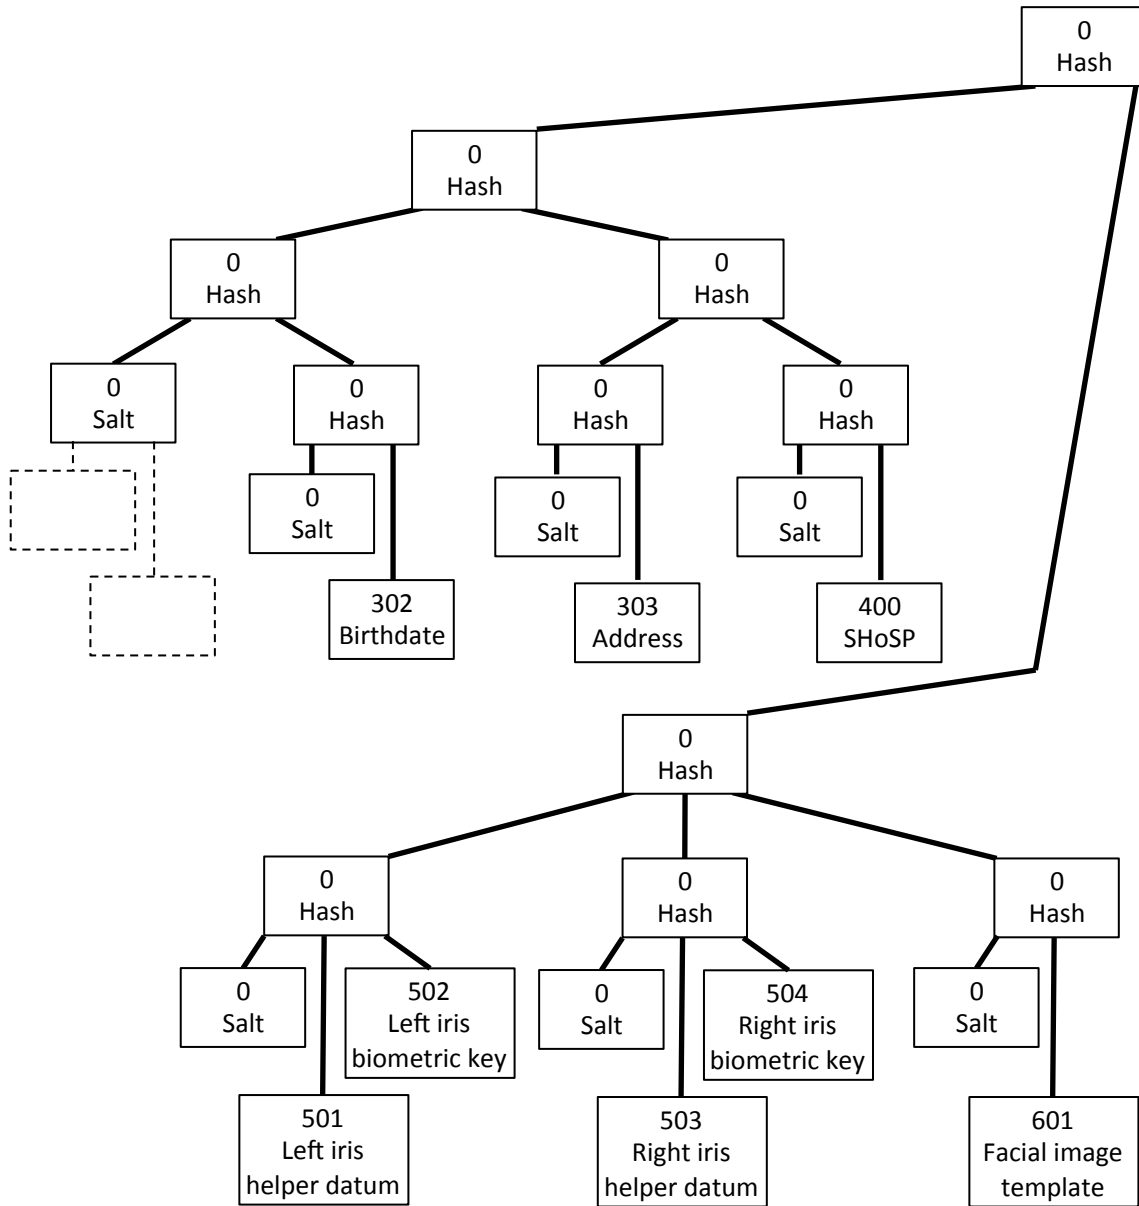 0
Hash
0
Hash
0
Hash
0
Hash
0
Salt
0
Hash
0
Hash
0
Hash
0
Salt
0
Salt
0
Salt
302
Birthdate
303
Address
400
SHoSP
0
Hash
0
Hash
0
Hash
0
Hash
0
Salt
502
Left iris
biometric key
0
Salt
504
Right iris
biometric key
0
Salt
501
Left iris
helper datum
503
Right iris
helper datum
601
Facial image
template